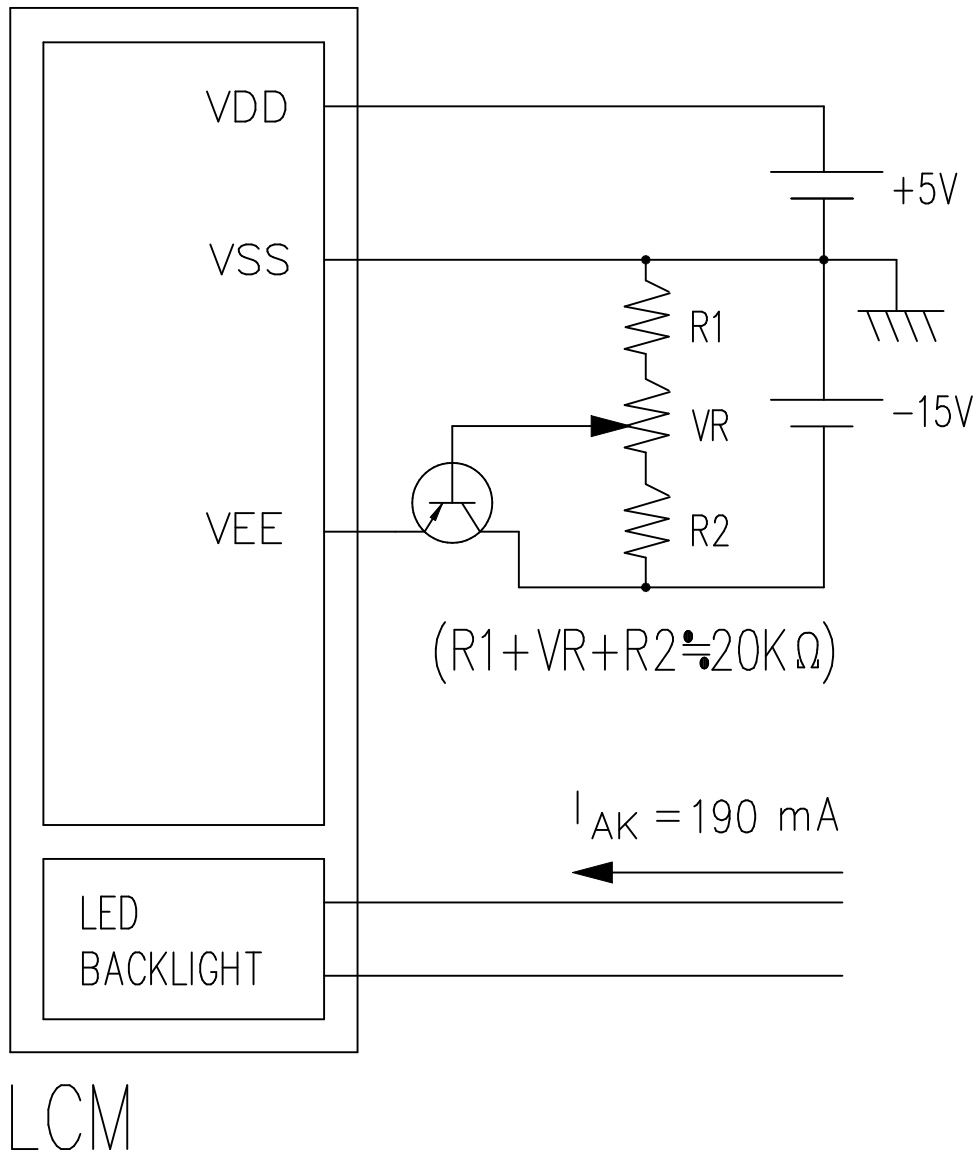 VDD
+5V
VSS
R1
VR
-15V
VEE
R2
(R1+VR+R2≒20KΩ)
IAK = 190 mA
LED
BACKLIGHT
LCM